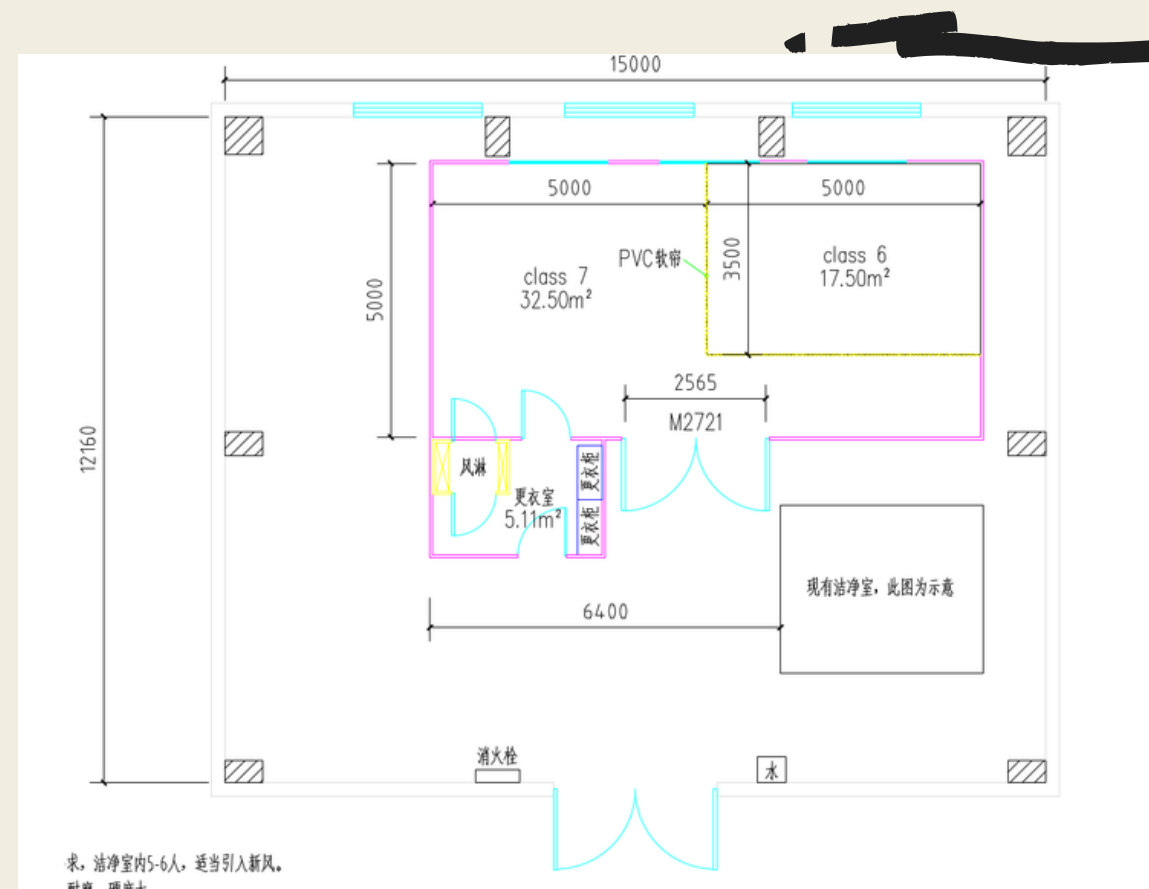 15000
5000
5000
PVC软帘
3500
class 6
17.50m²
class 7
32.50m²
5000
2565
M2721
12160
风淋
更衣柜
更衣室
5.11m²
更衣柜
现有洁净室，此图为示意
6400
消火栓
水
求，洁净室内5-6人，适当引入新风。